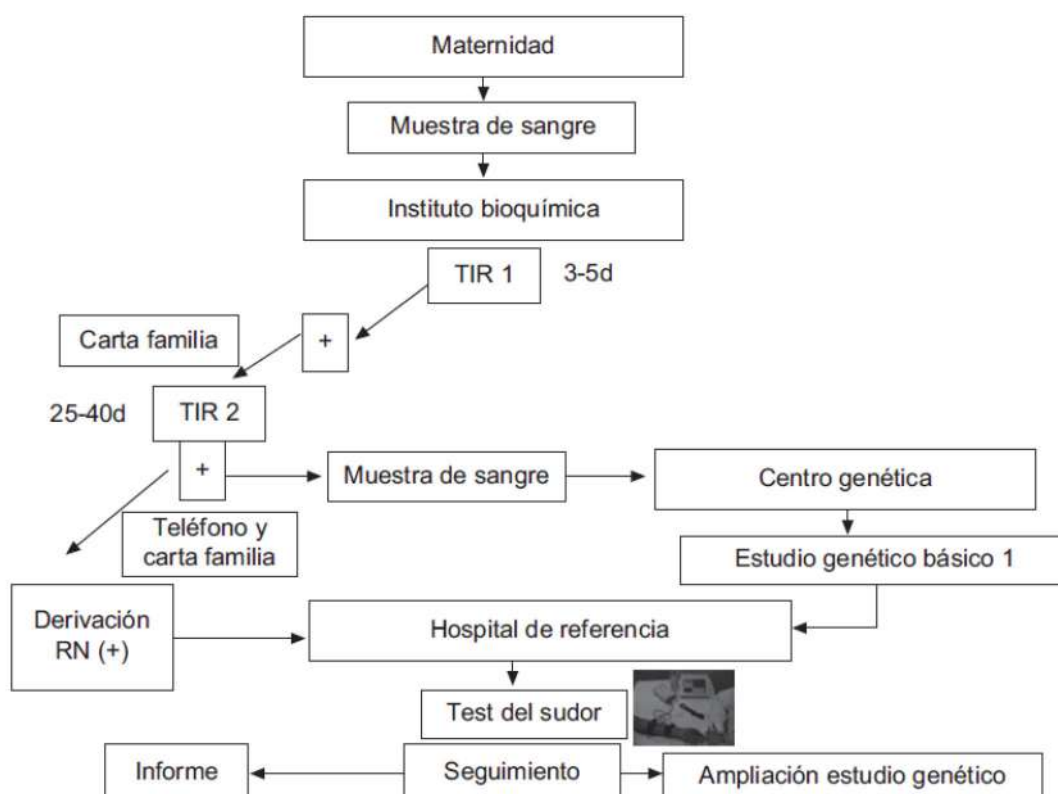 Maternidad
Muestra de sangre
Instituto bioquímica
TIR 1
3-5d
Carta familia
+
25-40d
TIR 2
+
Muestra de sangre
Centro genética
Teléfono y
carta familia
Estudio genético básico 1
Derivación
RN (+)
Hospital de referencia
Test del sudor
Informe
Seguimiento
Ampliación estudio genético